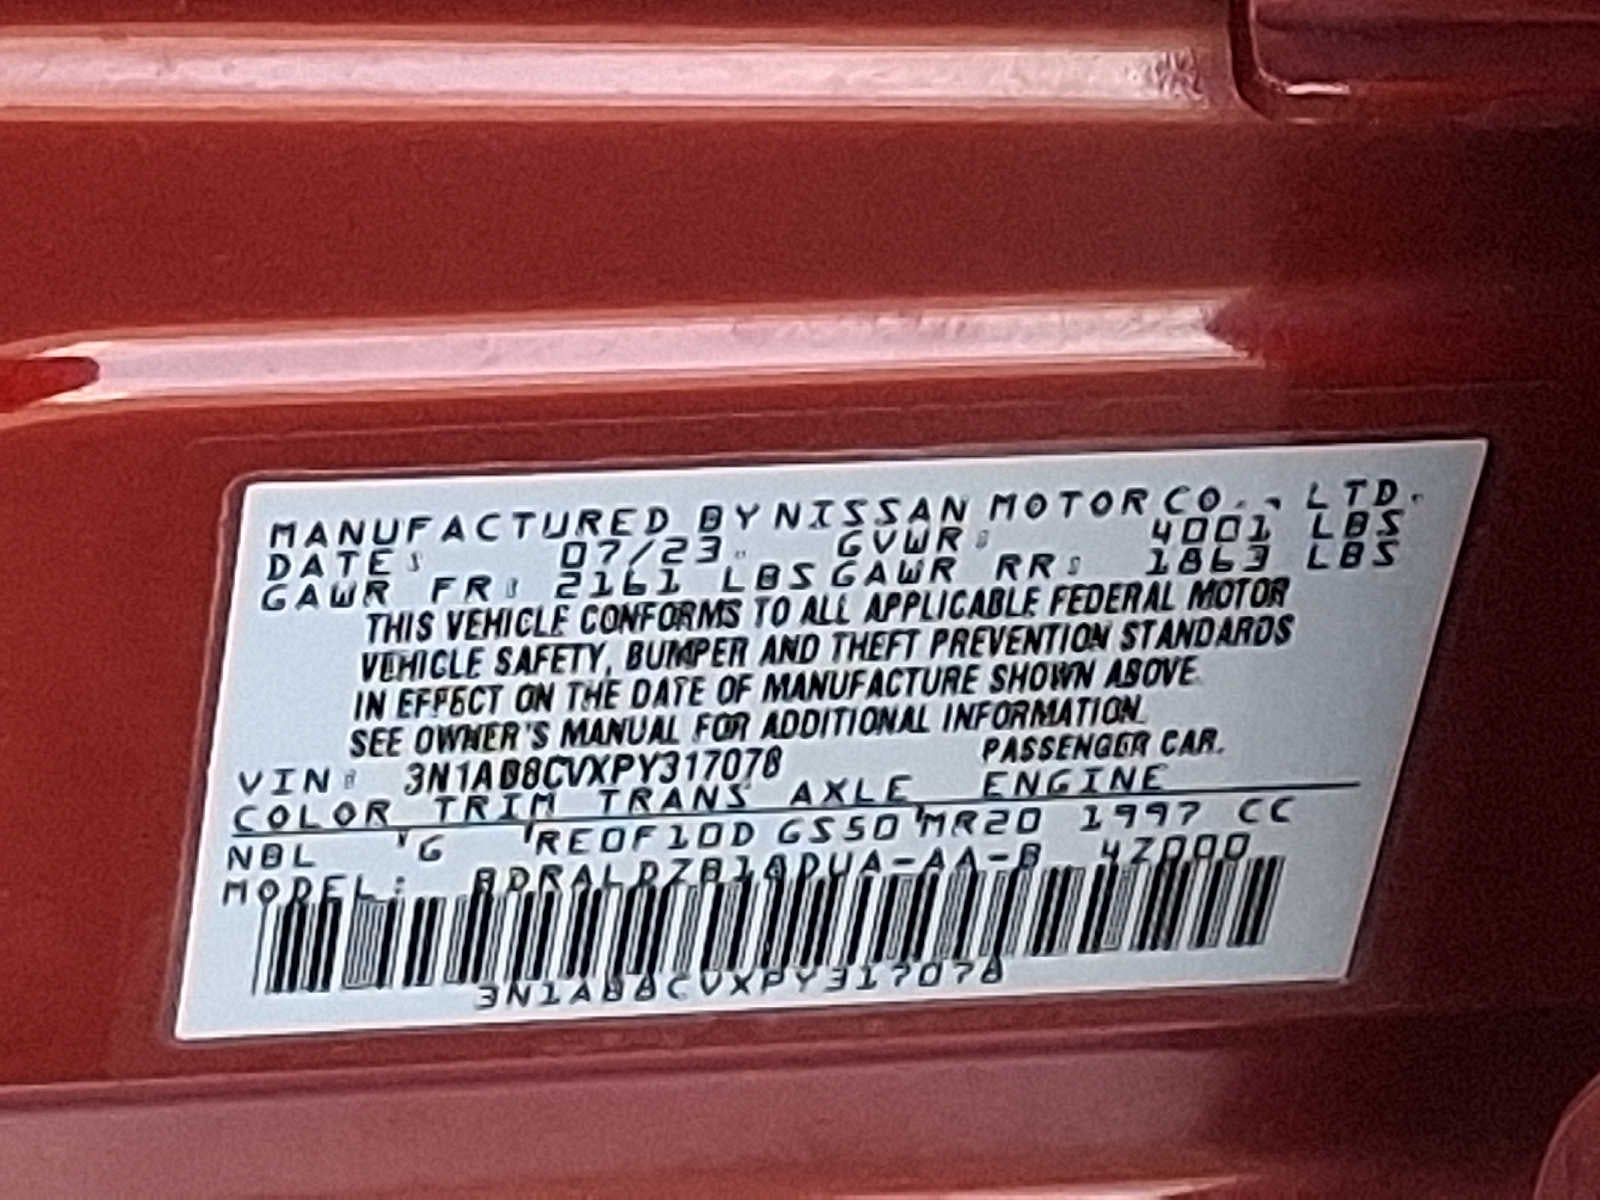 MANUFACTURED BY NISSAN MOTOR CO., LTD.
DATE: 07/23. GVWR: 4001 LBS
GAWR FR: 2161 LBS GAWR RR: 1863 LBS
THIS VEHICLE CONFORMS TO ALL APPLICABLE FEDERAL MOTOR
VEHICLE SAFETY, BUMPER AND THEFT PREVENTION STANDARDS
IN EFFECT ON THE DATE OF MANUFACTURE SHOWN ABOVE.
SEE OWNER'S MANUAL FOR ADDITIONAL INFORMATION.
VIN: 3N1AB8CVXPY317078 PASSENGER CAR.
COLOR TRIM TRANS AXLE ENGINE
NBL G RE0F10D GS50 MR20 1997 CC
MODEL: 47000
3N1AB8CVXPY317078